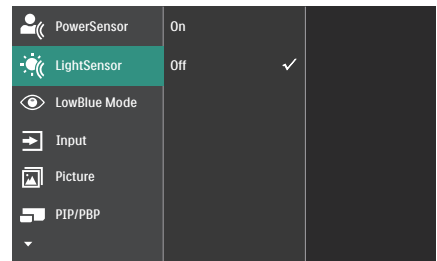 PowerSensor
On
LightSensor
Off
LowBlue Mode
Input
Picture
PIP/PBP